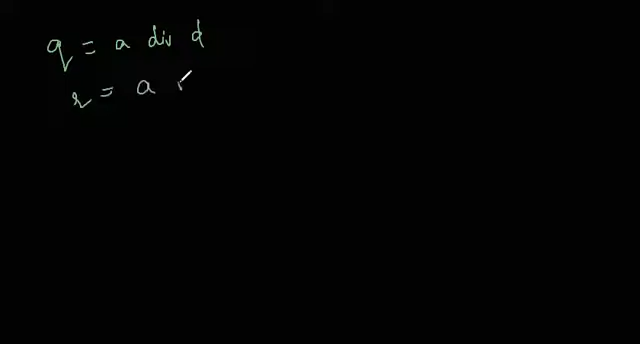 q = a div d
r = a